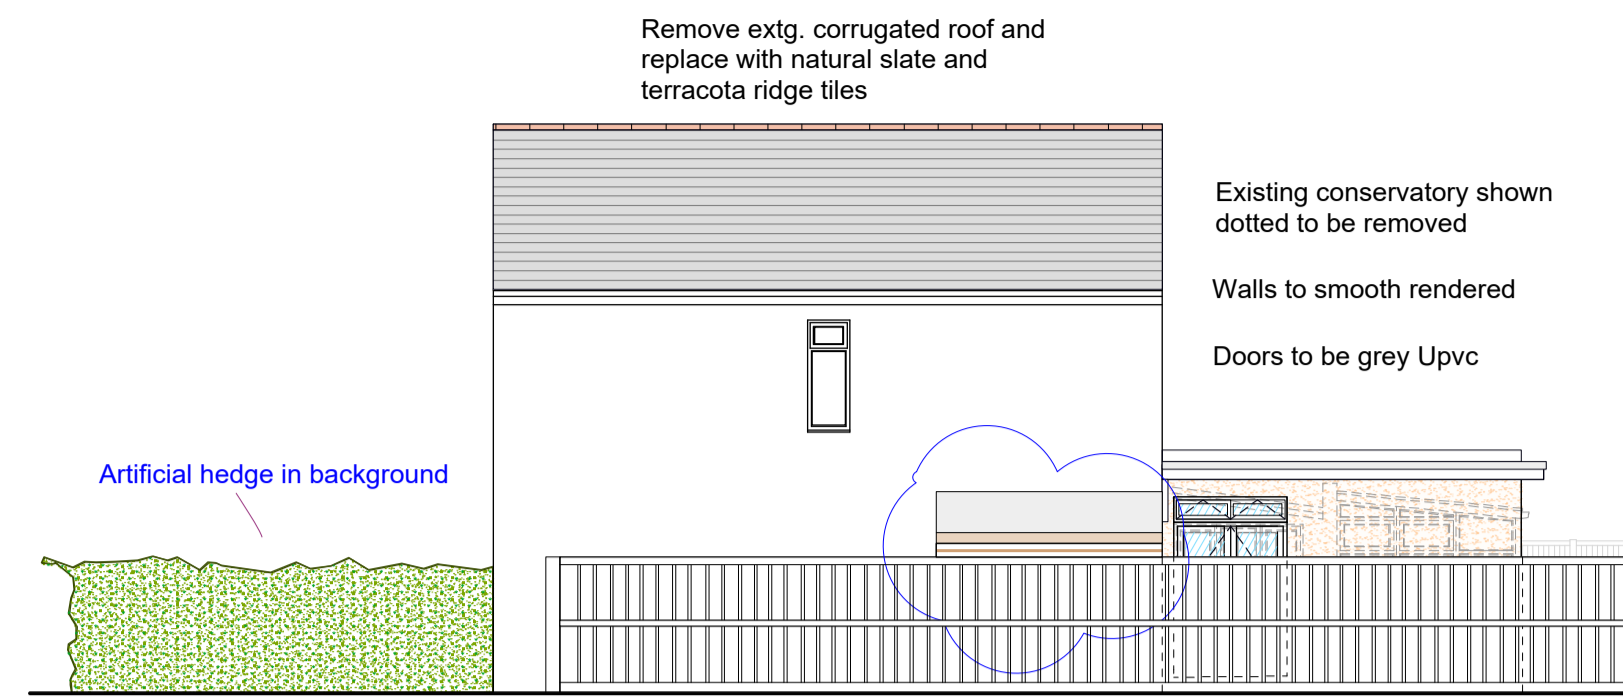 Remove extg. corrugated roof and
replace with natural slate and
terracota ridge tiles
Existing conservatory shown
dotted to be removed
Walls to smooth rendered
Doors to be grey Upvc
Artificial hedge in background